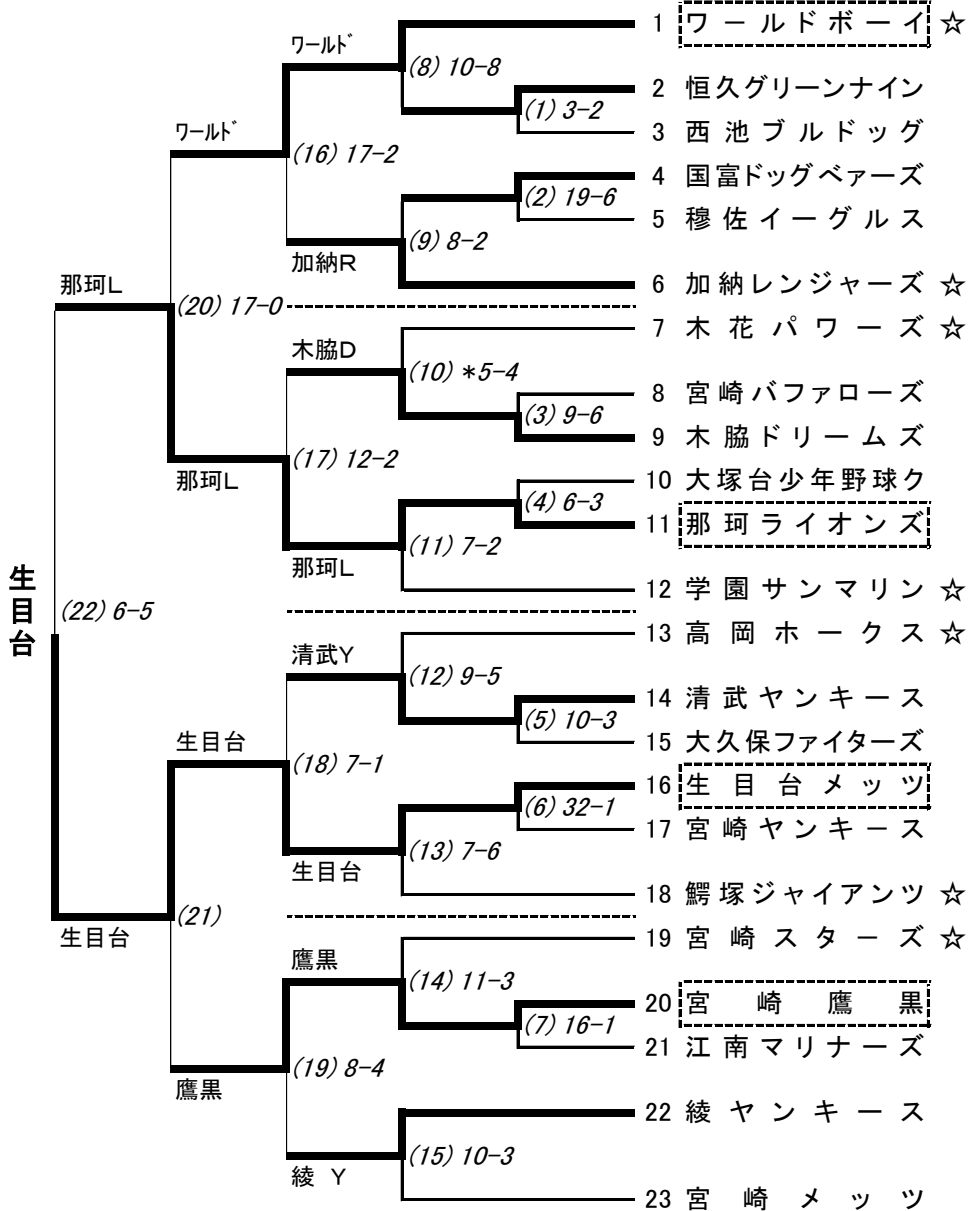 1 ワールドボーイ ☆
ワールド
(8) 10-8
2 恒久グリーンナイン
(1) 3-2
ワールド
3 西池ブルドッグ
(16) 17-2
4 国富ドッグベァーズ
(2) 19-6
5 穆佐イーグルス
(9) 8-2
加納R
6 加納レンジャーズ ☆
那珂L
(20) 17-0
7 木花パワーズ ☆
木脇D
(10) *5-4
8 宮崎バファローズ
(3) 9-6
9 木脇ドリームズ
(17) 12-2
10 大塚台少年野球ク
那珂L
(4) 6-3
11 那珂ライオンズ
(11) 7-2
那珂L
12 学園サンマリン ☆
生目台
(22) 6-5
13 高岡ホークス ☆
清武Y
(12) 9-5
14 清武ヤンキース
(5) 10-3
生目台
15 大久保ファイターズ
(18) 7-1
16 生目台メッツ
(6) 32-1
17 宮崎ヤンキース
(13) 7-6
生目台
18 鰐塚ジャイアンツ ☆
(21)
生目台
19 宮崎スターズ ☆
鷹黒
(14) 11-3
20 宮崎鷹黒
(7) 16-1
21 江南マリナーズ
(19) 8-4
鷹黒
22 綾ヤンキース
(15) 10-3
綾 Y
23 宮崎メッツ